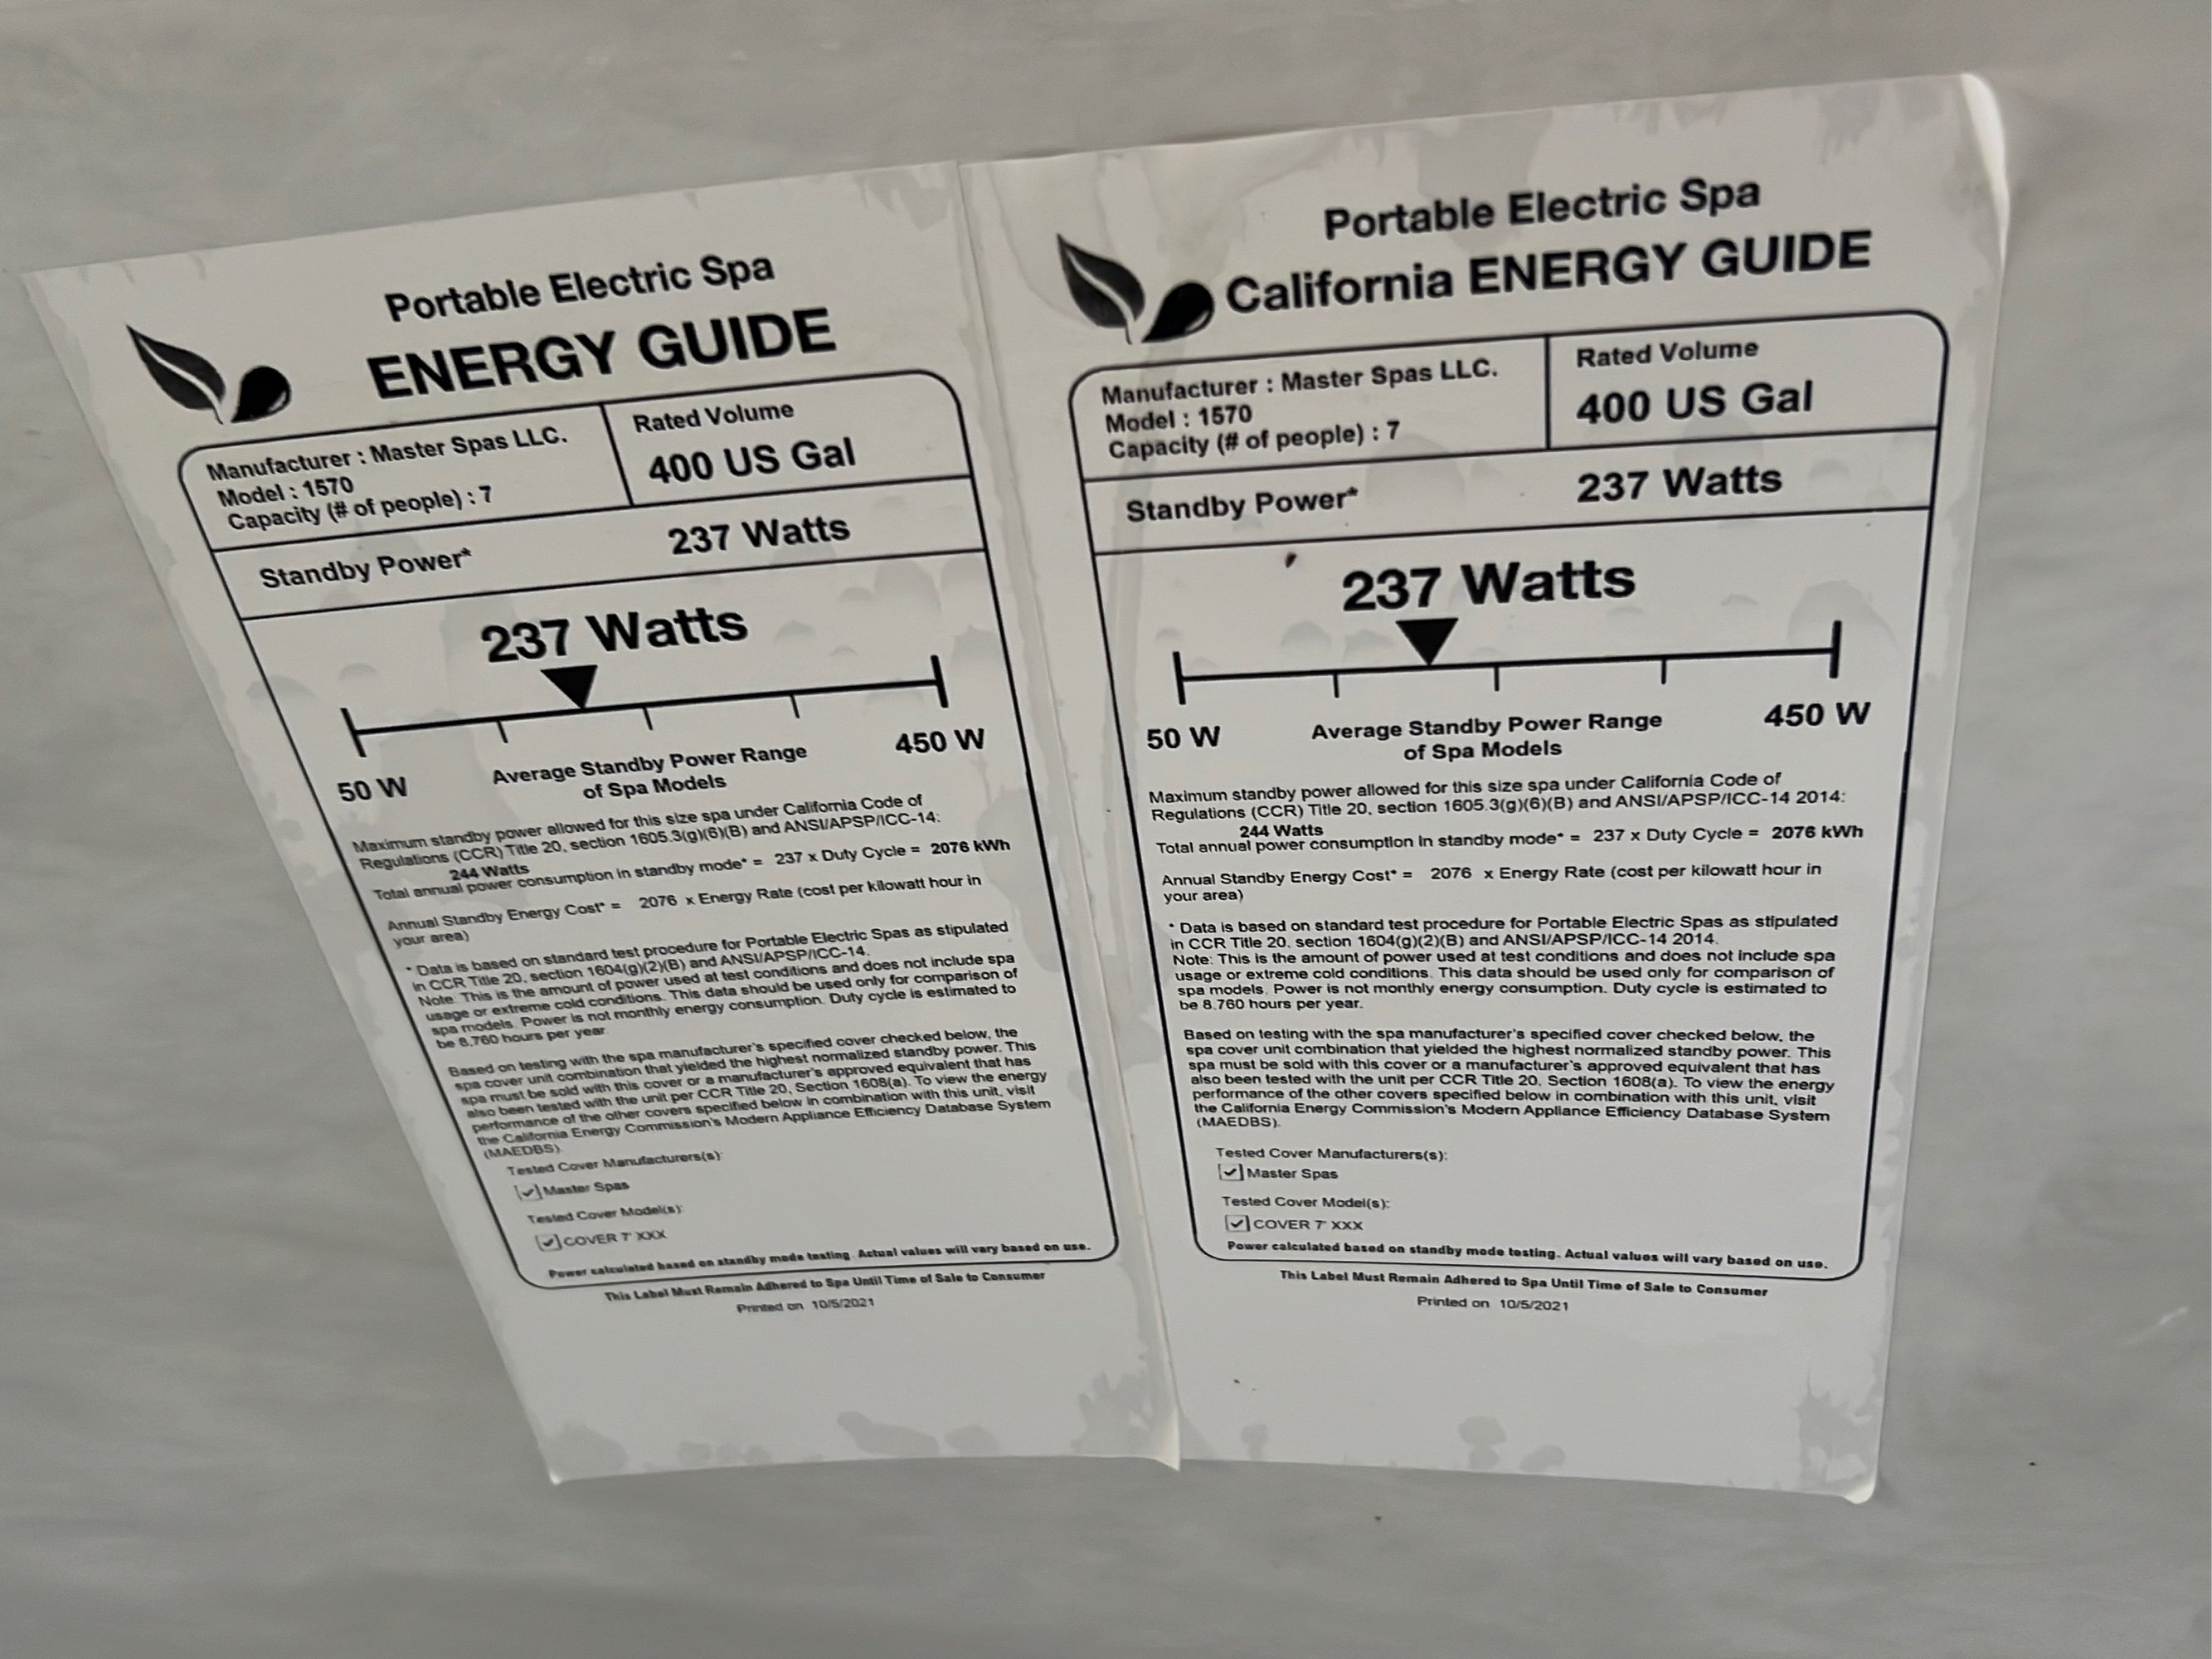 Portable Electric Spa
ENERGY GUIDE
Manufacturer : Master Spas LLC.
Model : 1570
Capacity (# of people) : 7
Rated Volume
400 US Gal
Standby Power*
237 Watts
237 Watts
50 W
Average Standby Power Range
of Spa Models
450 W
Maximum standby power allowed for this size spa under California Code of
Regulations (CCR) Title 20, section 1605.3(g)(6)(B) and ANSI/APSP/ICC-14:
244 Watts
Total annual power consumption in standby mode* = 237 x Duty Cycle = 2076 kWh
Annual Standby Energy Cost* = 2076 x Energy Rate (cost per kilowatt hour in
your area)
* Data is based on standard test procedure for Portable Electric Spas as stipulated
in CCR Title 20, section 1604(g)(2)(B) and ANSI/APSP/ICC-14.
Note: This is the amount of power used at test conditions and does not include spa
usage or extreme cold conditions. This data should be used only for comparison of
spa models. Power is not monthly energy consumption. Duty cycle is estimated to
be 8,760 hours per year.
Based on testing with the spa manufacturer's specified cover checked below, the
spa cover unit combination that yielded the highest normalized standby power. This
spa must be sold with this cover or a manufacturer's approved equivalent that has
also been tested with the unit per CCR Title 20, Section 1608(a). To view the energy
performance of the other covers specified below in combination with this unit, visit
the California Energy Commission's Modern Appliance Efficiency Database System
(MAEDBS).
Tested Cover Manufacturers(s):
Master Spas
Tested Cover Model(s):
COVER 7' XXX
Power calculated based on standby mode testing. Actual values will vary based on use.
This Label Must Remain Adhered to Spa Until Time of Sale to Consumer
Printed on 10/5/2021
Portable Electric Spa
California ENERGY GUIDE
Manufacturer : Master Spas LLC.
Model : 1570
Capacity (# of people) : 7
Rated Volume
400 US Gal
Standby Power*
237 Watts
237 Watts
50 W
Average Standby Power Range
of Spa Models
450 W
Maximum standby power allowed for this size spa under California Code of
Regulations (CCR) Title 20, section 1605.3(g)(6)(B) and ANSI/APSP/ICC-14 2014:
244 Watts
Total annual power consumption in standby mode* = 237 x Duty Cycle = 2076 kWh
Annual Standby Energy Cost* = 2076 x Energy Rate (cost per kilowatt hour in
your area)
* Data is based on standard test procedure for Portable Electric Spas as stipulated
in CCR Title 20, section 1604(g)(2)(B) and ANSI/APSP/ICC-14 2014.
Note: This is the amount of power used at test conditions and does not include spa
usage or extreme cold conditions. This data should be used only for comparison of
spa models. Power is not monthly energy consumption. Duty cycle is estimated to
be 8,760 hours per year.
Based on testing with the spa manufacturer's specified cover checked below, the
spa cover unit combination that yielded the highest normalized standby power. This
spa must be sold with this cover or a manufacturer's approved equivalent that has
also been tested with the unit per CCR Title 20, Section 1608(a). To view the energy
performance of the other covers specified below in combination with this unit, visit
the California Energy Commission's Modern Appliance Efficiency Database System
(MAEDBS).
Tested Cover Manufacturers(s):
Master Spas
Tested Cover Model(s):
COVER 7' XXX
Power calculated based on standby mode testing. Actual values will vary based on use.
This Label Must Remain Adhered to Spa Until Time of Sale to Consumer
Printed on 10/5/2021